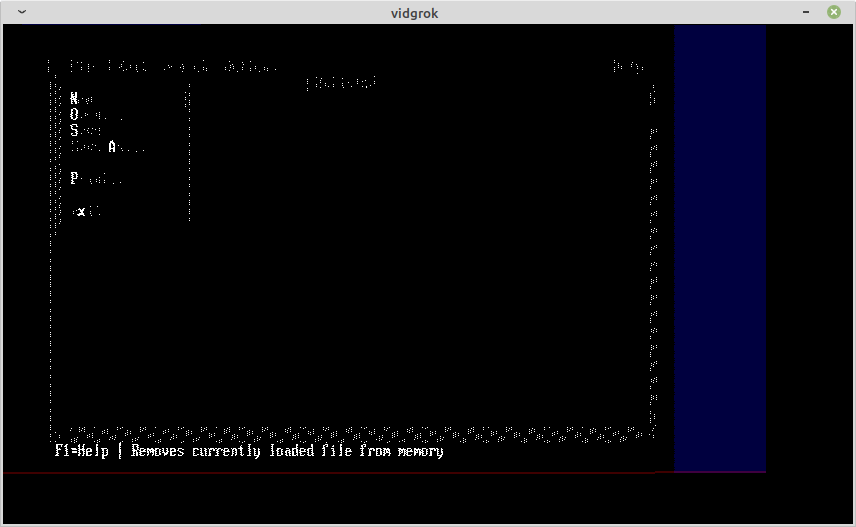 vidgrok
File Edit Search Options Help
Untitled
New
Open...
Save
Save As...
Print...
Exit
F1=Help | Removes currently loaded file from memory